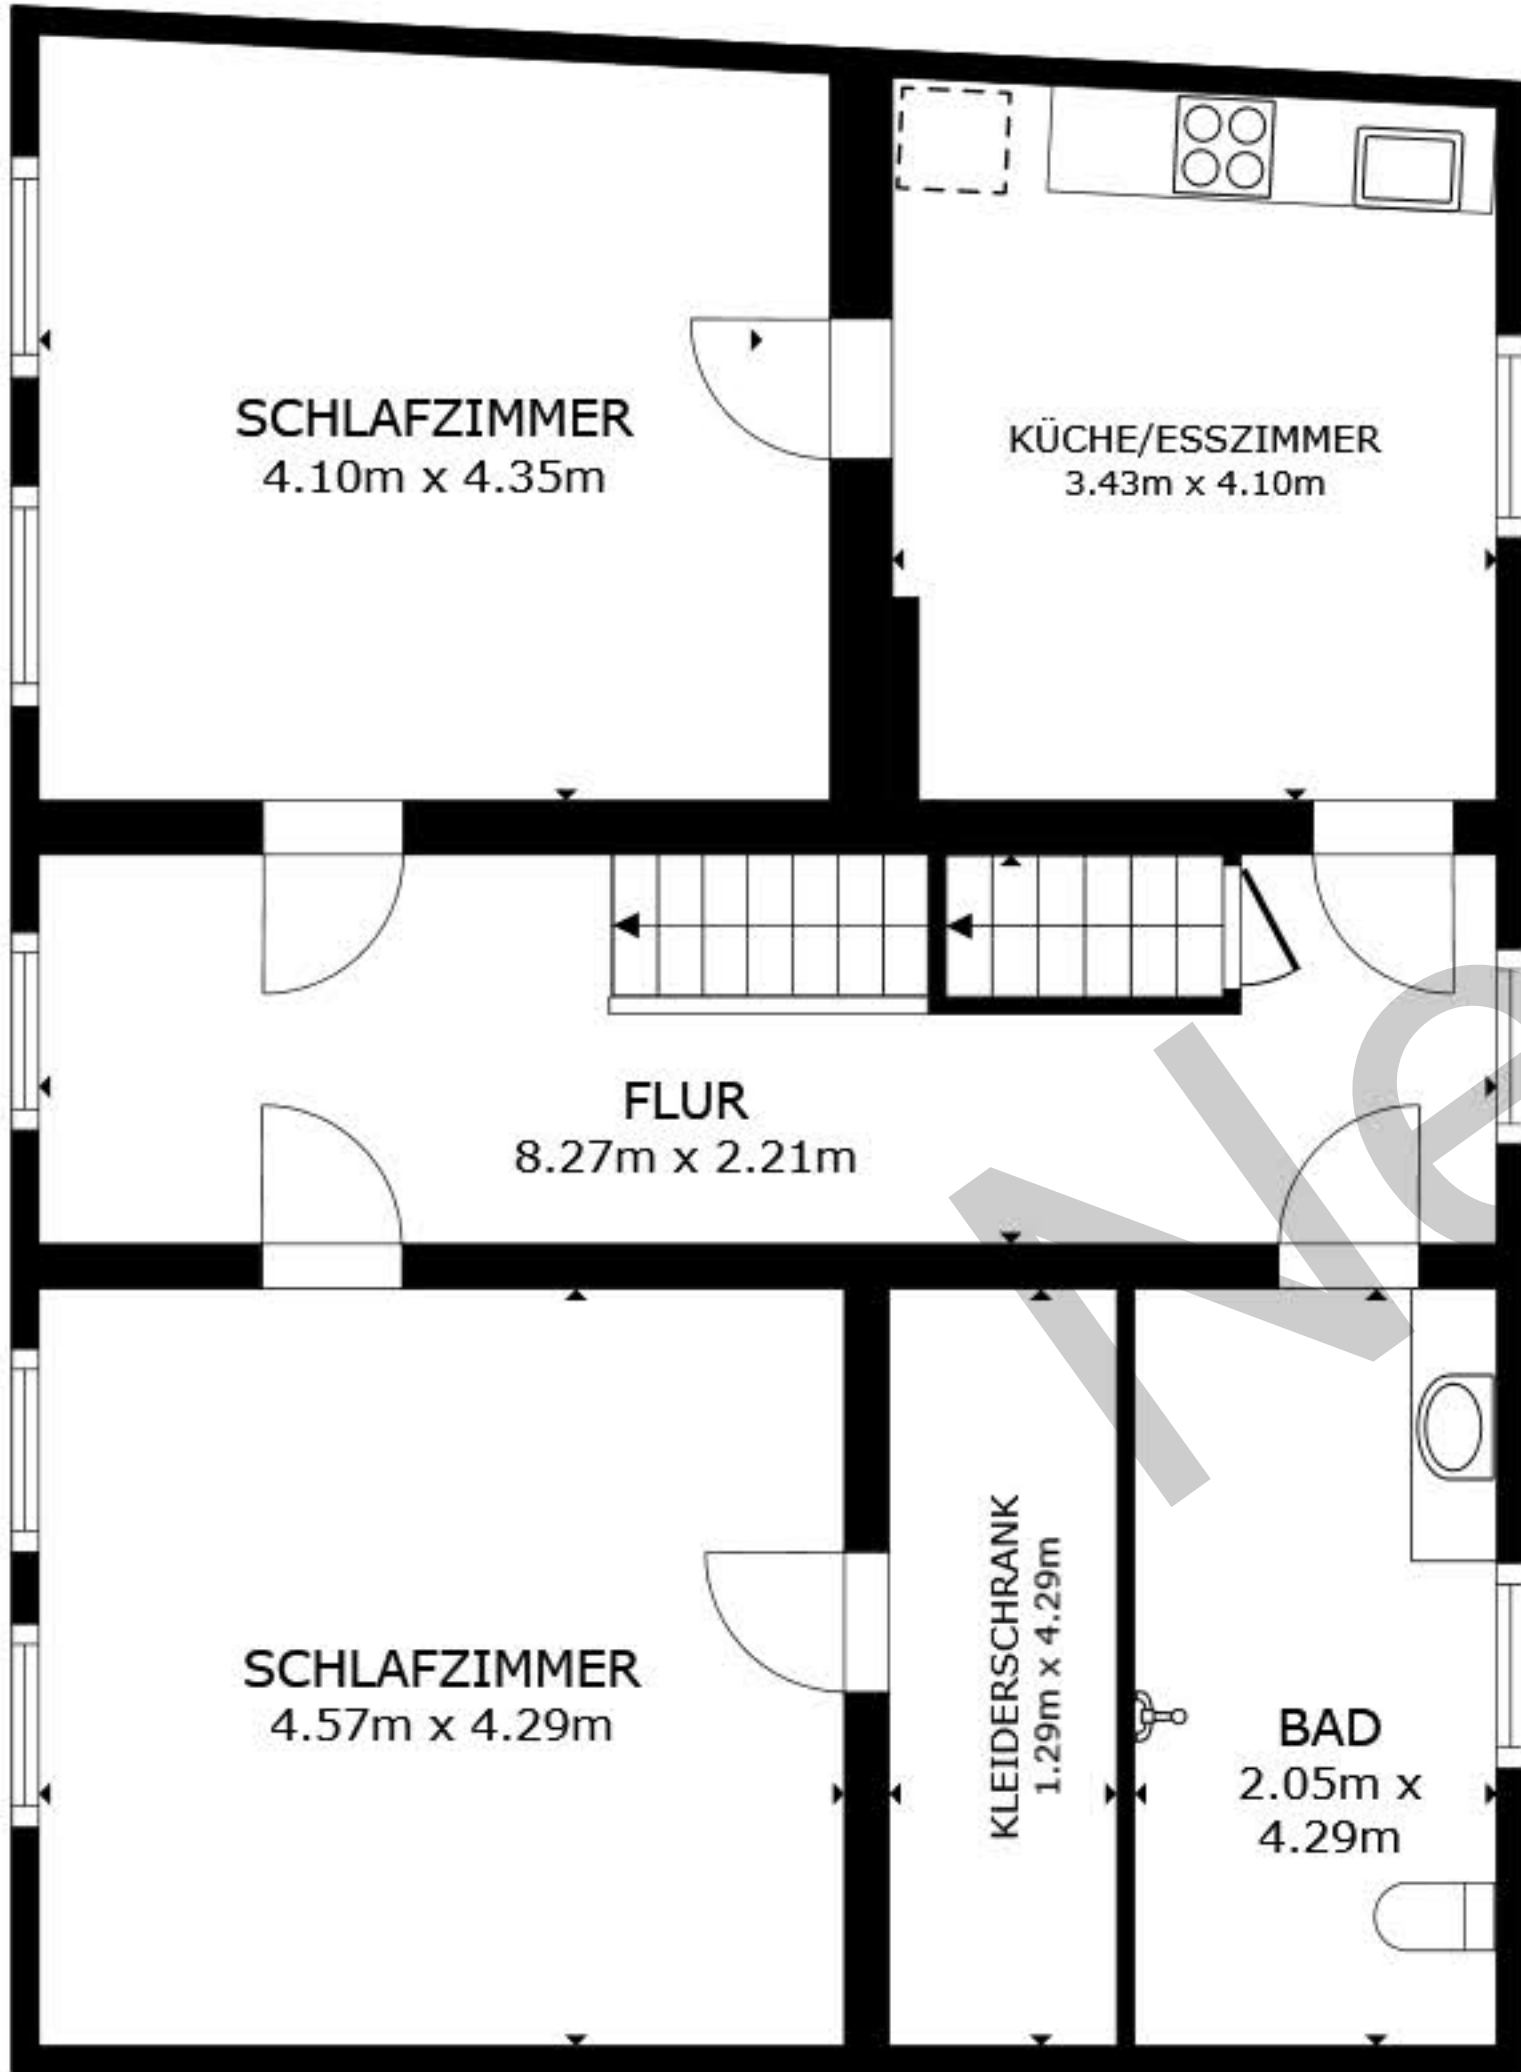 SCHLAFZIMMER
4.10m x 4.35m
KÜCHE/ESSZIMMER
3.43m x 4.10m
FLUR
8.27m x 2.21m
SCHLAFZIMMER
4.57m x 4.29m
KLEIDERSCHRANK
1.29m x 4.29m
BAD
2.05m x
4.29m
Ne